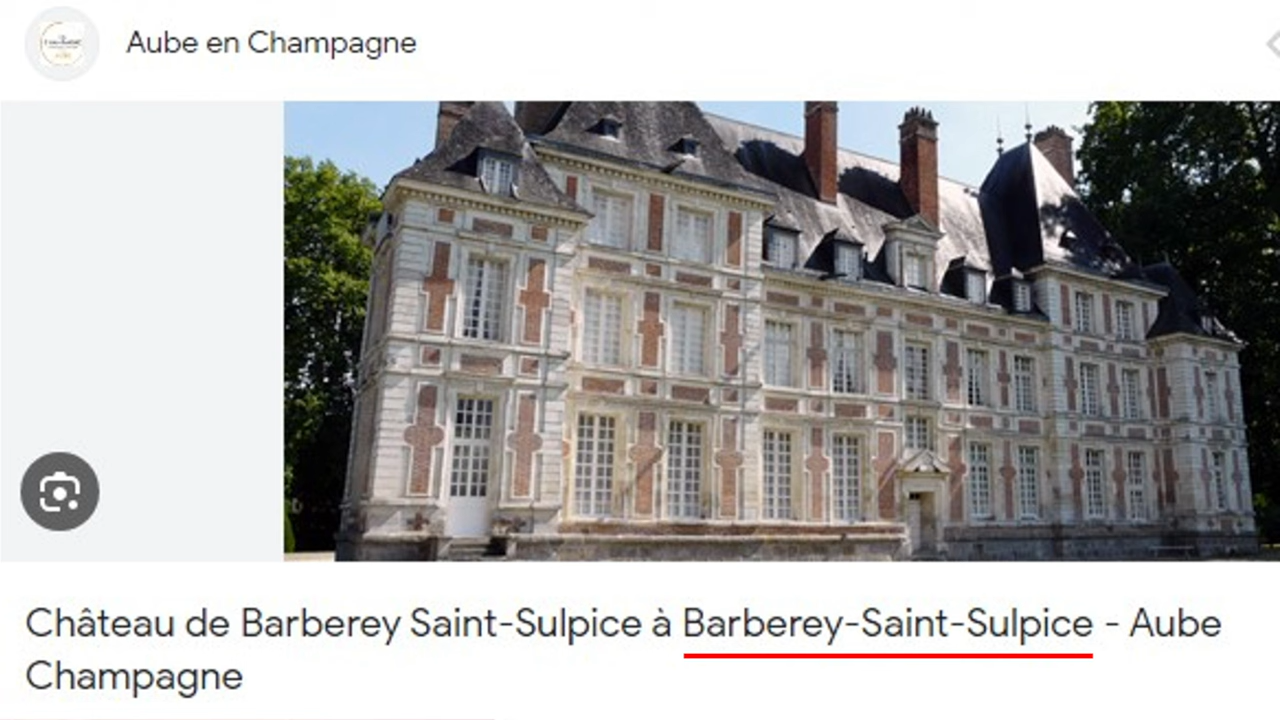 Aube en Champagne
Château de Barberey Saint-Sulpice à Barberey-Saint-Sulpice - Aube
Champagne